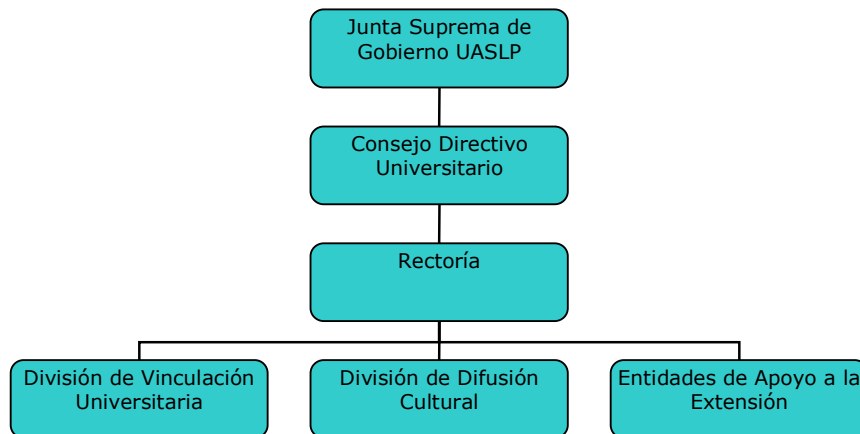 Junta Suprema de
Gobierno UASLP
Consejo Directivo
Universitario
Rectoría
División de Vinculación
Universitaria
División de Difusión
Cultural
Entidades de Apoyo a la
Extensión